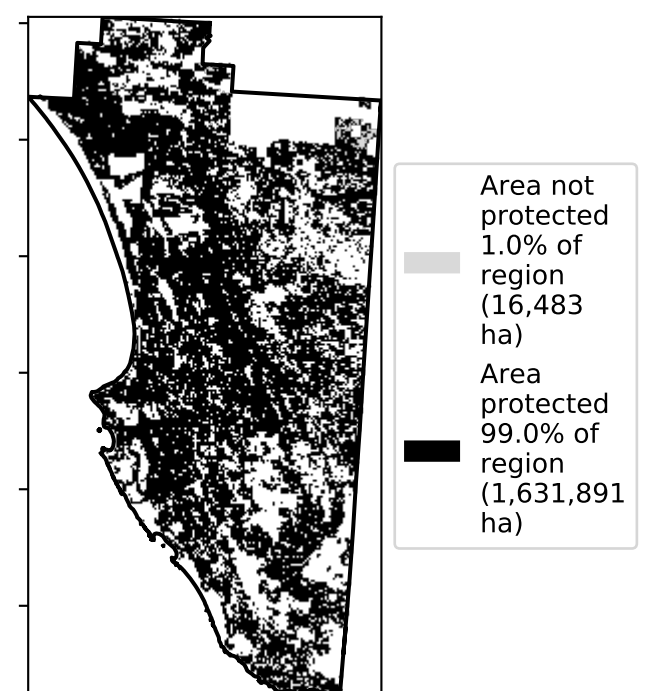 Area not
protected
1.0% of
region
(16,483
ha)
Area
protected
99.0% of
region
(1,631,891
ha)